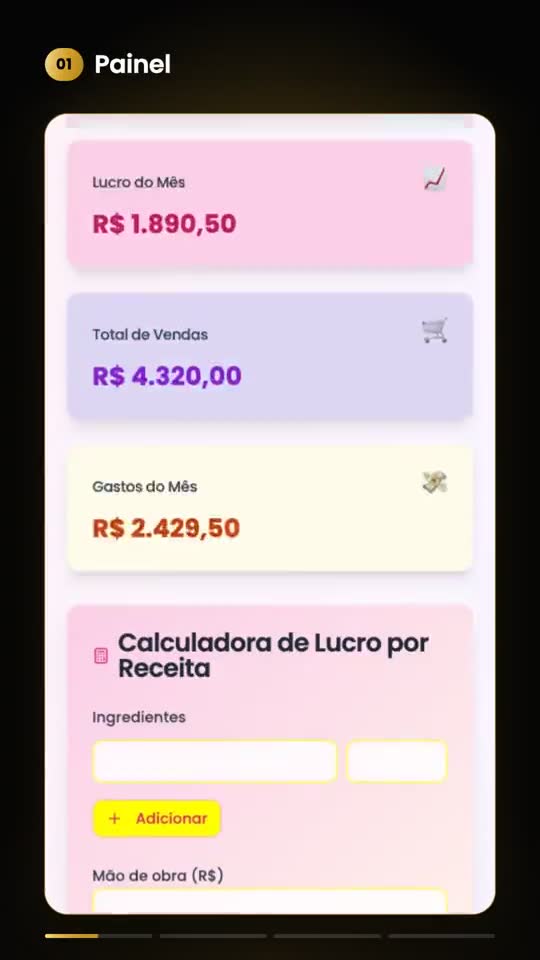 01 Painel
Lucro do Mês
R$ 1.890,50
Total de Vendas
R$ 4.320,00
Gastos do Mês
R$ 2.429,50
Calculadora de Lucro por
Receita
Ingredientes
+ Adicionar
Mão de obra (R$)